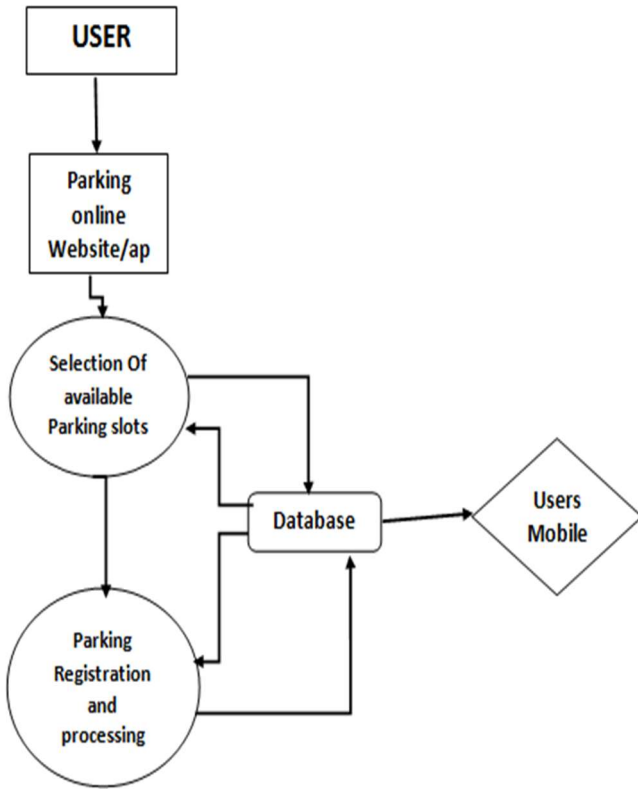 USER
Parking
online
Website/ap
Selection Of
available
Parking slots
Database
Users
Mobile
Parking
Registration
and
processing